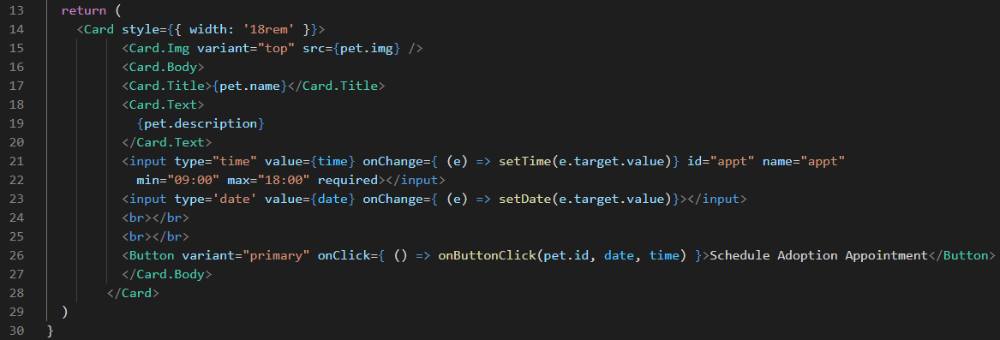 13 return (
14 <Card style={{ width: '18rem' }}>
15 <Card.Img variant="top" src={pet.img} />
16 <Card.Body>
17 <Card.Title>{pet.name}</Card.Title>
18 <Card.Text>
19 {pet.description}
20 </Card.Text>
21 <input type="time" value={time} onChange={ (e) => setTime(e.target.value)} id="appt" name="appt"
22 min="09:00" max="18:00" required></input>
23 <input type='date' value={date} onChange={ (e) => setDate(e.target.value)}></input>
24 <br></br>
25 <br></br>
26 <Button variant="primary" onClick={ () => onButtonClick(pet.id, date, time) }>Schedule Adoption Appointment</Button>
27 </Card.Body>
28 </Card>
29 )
30 }